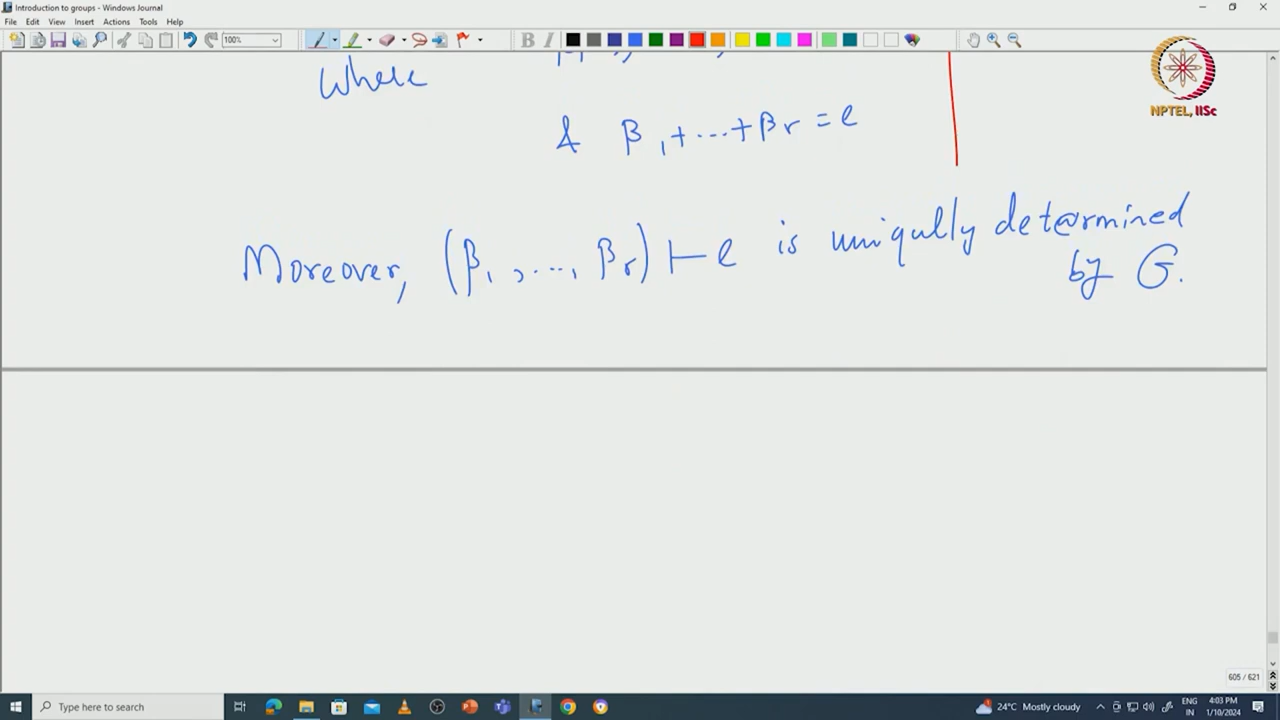 Introduction to groups - Windows Journal
File Edit View Insert Actions Tools Help
100%
B I
NPTEL, IISc
Where
& β₁+...+βr = l
Moreover, (β₁, ..., βr) ⊢ l is uniqully determined
by G.
605 / 621
Type here to search
24°C Mostly cloudy
ENG
IN
4:03 PM
1/10/2024